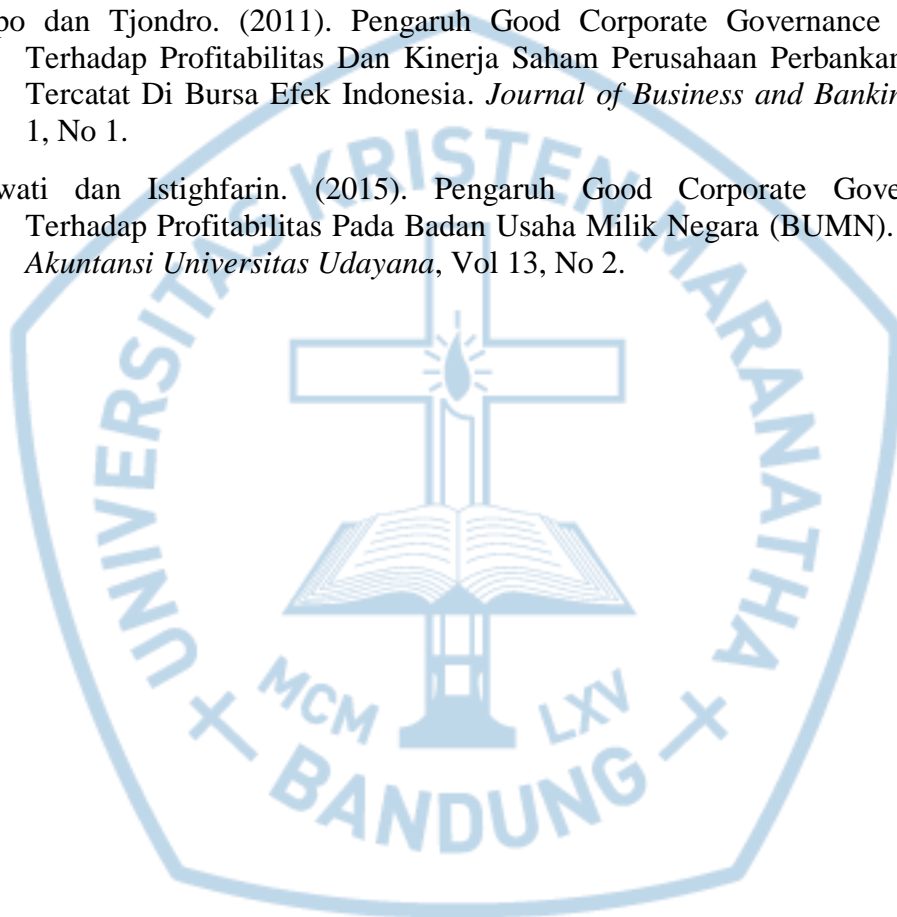 po dan Tjondro. (2011). Pengaruh Good Corporate Governance
Terhadap Profitabilitas Dan Kinerja Saham Perusahaan Perbankan
Tercatat Di Bursa Efek Indonesia. Journal of Business and Bankin
1, No 1.
wati dan Istighfarin. (2015). Pengaruh Good Corporate Gove
Terhadap Profitabilitas Pada Badan Usaha Milik Negara (BUMN).
Akuntansi Universitas Udayana, Vol 13, No 2.
UNIVERSITAS KRISTEN MARANATHA
MCM LXV
BANDUNG